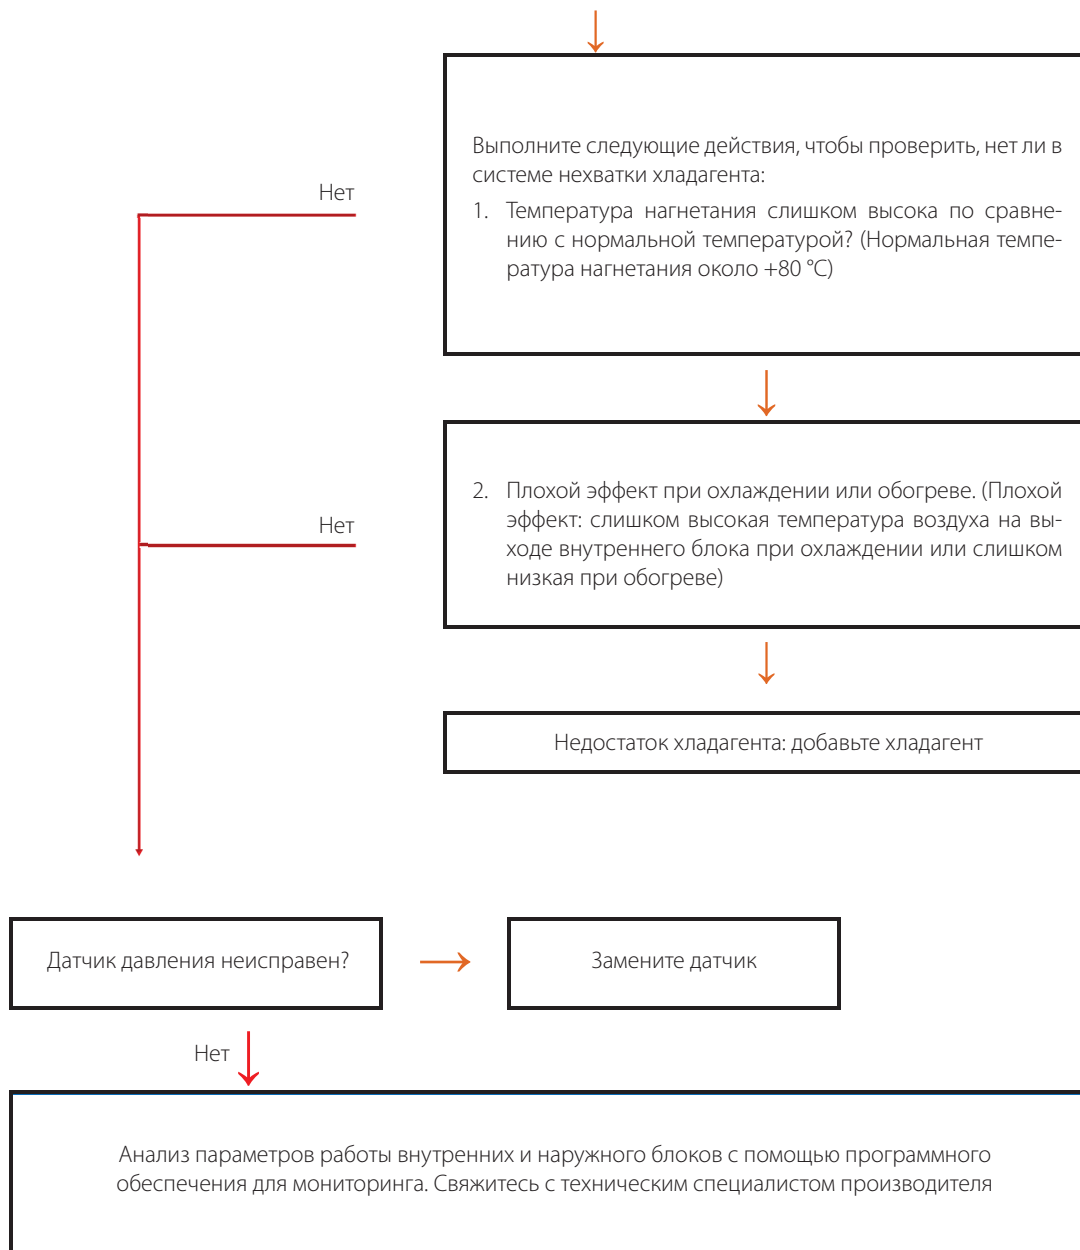 Выполните следующие действия, чтобы проверить, нет ли в
системе нехватки хладагента:
Нет
1. Температура нагнетания слишком высока по сравне-
нию с нормальной температурой? (Нормальная темпе-
ратура нагнетания около +80 °C)
2. Плохой эффект при охлаждении или обогреве. (Плохой
эффект: слишком высокая температура воздуха на вы-
ходе внутреннего блока при охлаждении или слишком
низкая при обогреве)
Нет
Недостаток хладагента: добавьте хладагент
Датчик давления неисправен?
Замените датчик
Нет
Анализ параметров работы внутренних и наружного блоков с помощью программного
обеспечения для мониторинга. Свяжитесь с техническим специалистом производителя